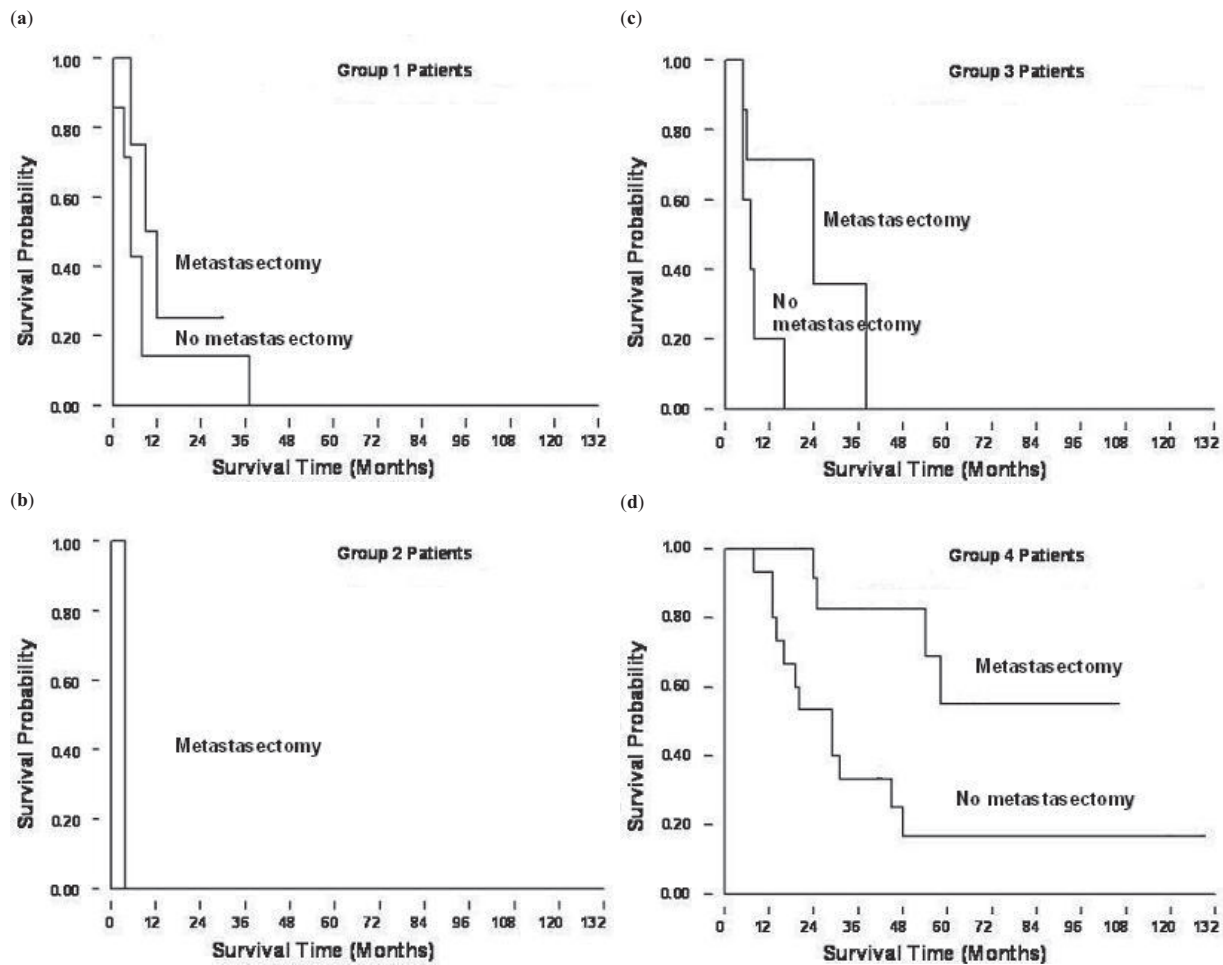 (a)
Group 1 Patients
Survival Probability
1.00
0.80
0.60
0.40
0.20
0.00
Metastasectomy
No metastasectomy
0 12 24 36 48 60 72 84 96 108 120 132
Survival Time (Months)
(b)
Group 2 Patients
Survival Probability
1.00
0.80
0.60
0.40
0.20
0.00
Metastasectomy
0 12 24 36 48 60 72 84 96 108 120 132
Survival Time (Months)
(c)
Group 3 Patients
Survival Probability
1.00
0.80
0.60
0.40
0.20
0.00
Metastasectomy
No
metastasectomy
0 12 24 36 48 60 72 84 96 108 120 132
Survival Time (Months)
(d)
Group 4 Patients
Survival Probability
1.00
0.80
0.60
0.40
0.20
0.00
Metastasectomy
No metastasectomy
0 12 24 36 48 60 72 84 96 108 120 132
Survival Time (Months)